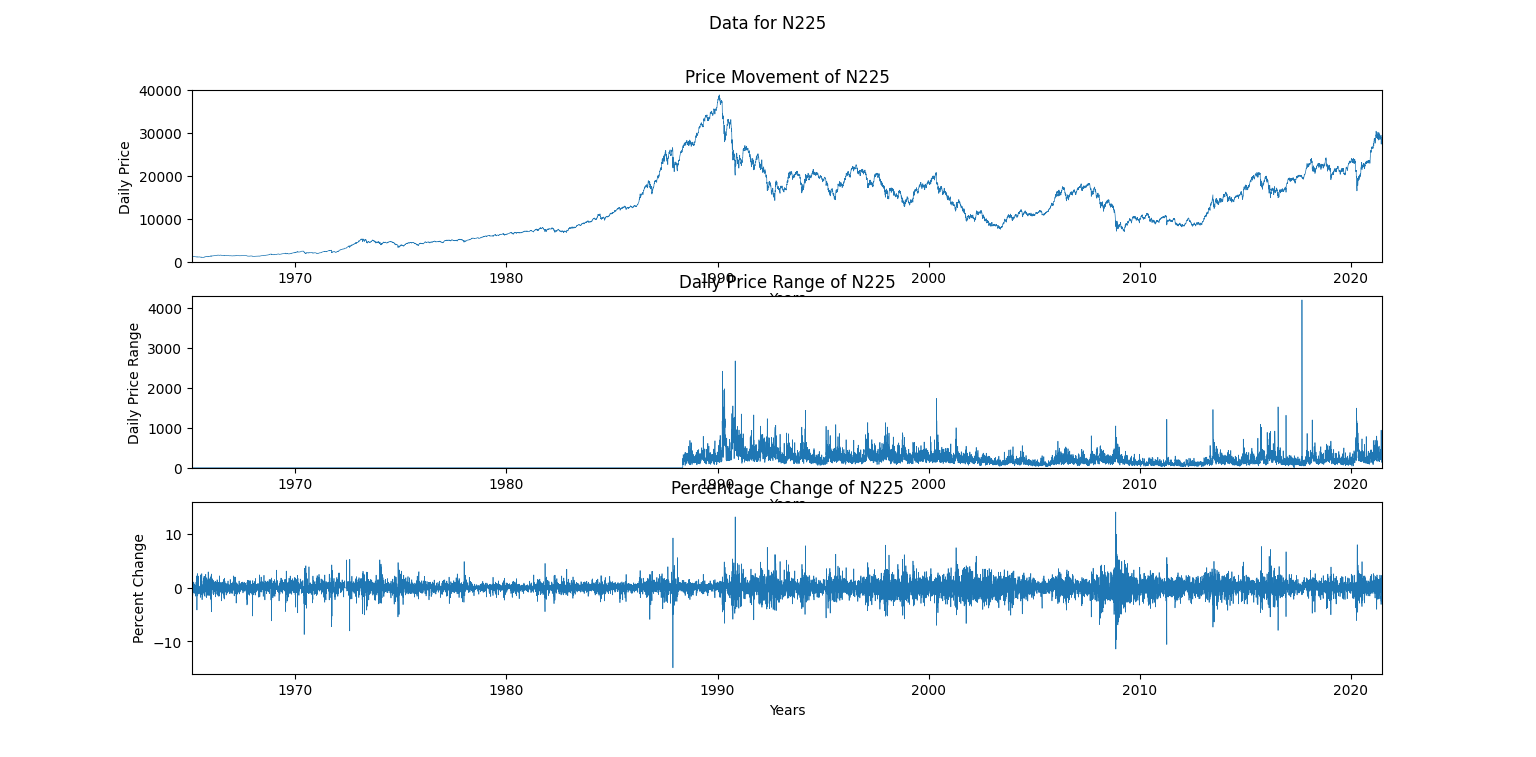 Data for N225
Price Movement of N225
Daily Price
40000
30000
20000
10000
0
1970 1980 1990 2000 2010 2020
Years
Daily Price Range of N225
Daily Price Range
4000
3000
2000
1000
0
1970 1980 1990 2000 2010 2020
Years
Percentage Change of N225
Percent Change
10
0
−10
1970 1980 1990 2000 2010 2020
Years